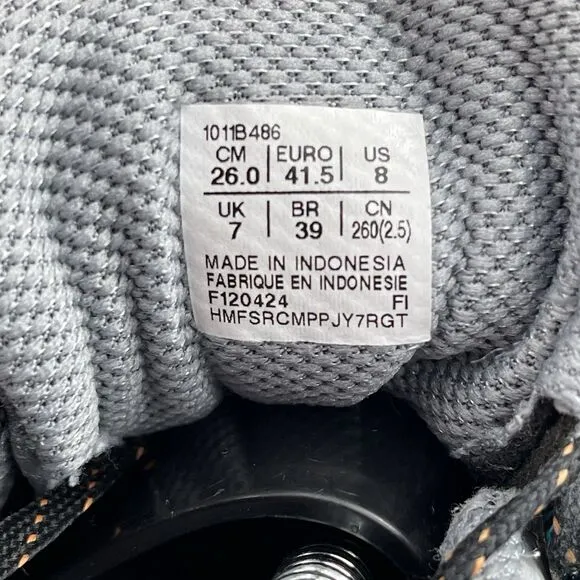 1011B486
CM | EURO | US
26.0 | 41.5 | 8
UK | BR | CN
7 | 39 | 260(2.5)
MADE IN INDONESIA
FABRIQUE EN INDONESIE
F120424 FI
HMFSRCMPPJY7RGT